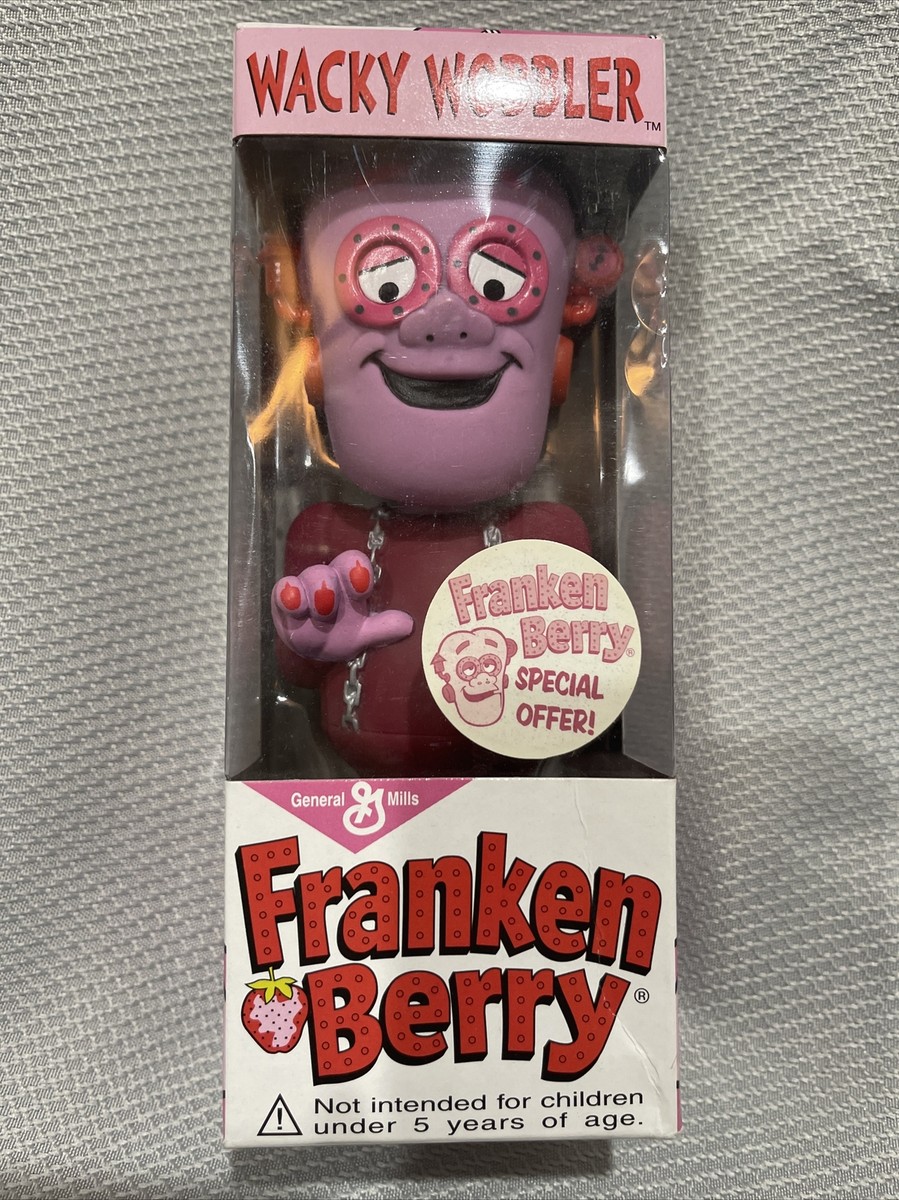 WACKY WOBBLER ™
Franken
Berry®
SPECIAL
OFFER!
General G Mills
Franken
Berry®
Not intended for children
under 5 years of age.